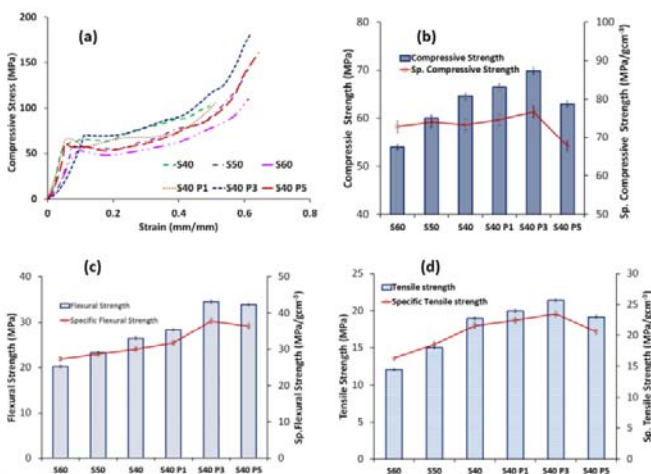 (a)
Compressive Stress (MPa)
200
150
100
50
0
0 0.2 0.4 0.6 0.8
Strain (mm/mm)
S40 S50 S60
S40 P1 S40 P3 S40 P5
(b)
Compressive Strength
Sp. Compressive Strength
Compressie Strength (MPa)
80
70
60
50
40
Sp. Compressive Strength (MPa/gcm⁻³)
100
90
80
70
60
50
S60 S50 S40 S40 P1 S40 P3 S40 P5
(c)
Flexural Strength
Specific Flexural Strength
Flexural Strength (MPa)
40
30
20
10
0
Sp.Flexural Strength (MPa/gcm⁻³)
50
40
30
20
10
0
S60 S50 S40 S40 P1 S40 P3 S40 P5
(d)
Tensile strength
Specific Tensile strength
Tensile Strength (MPa)
25
20
15
10
5
0
Sp. Tensile Strength (MPa/gcm⁻³)
30
25
20
15
10
5
0
S60 S50 S40 S40 P1 S40 P3 S40 P5